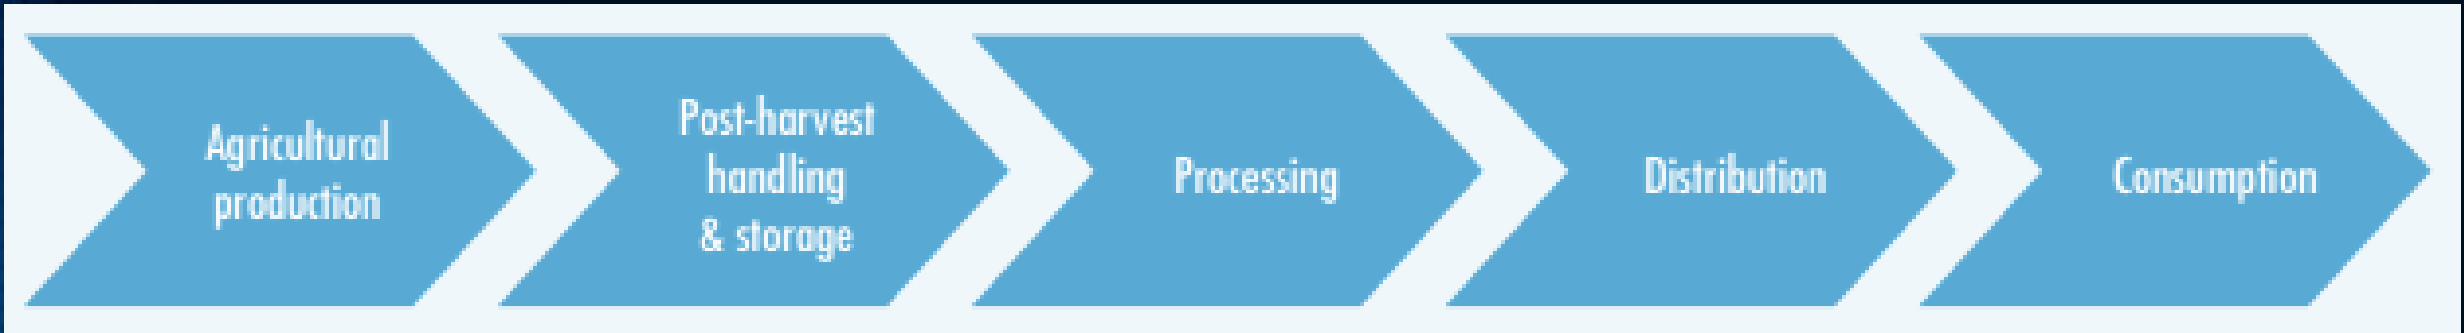 Agricultural
production
Post-harvest
handling
& storage
Processing
Distribution
Consumption